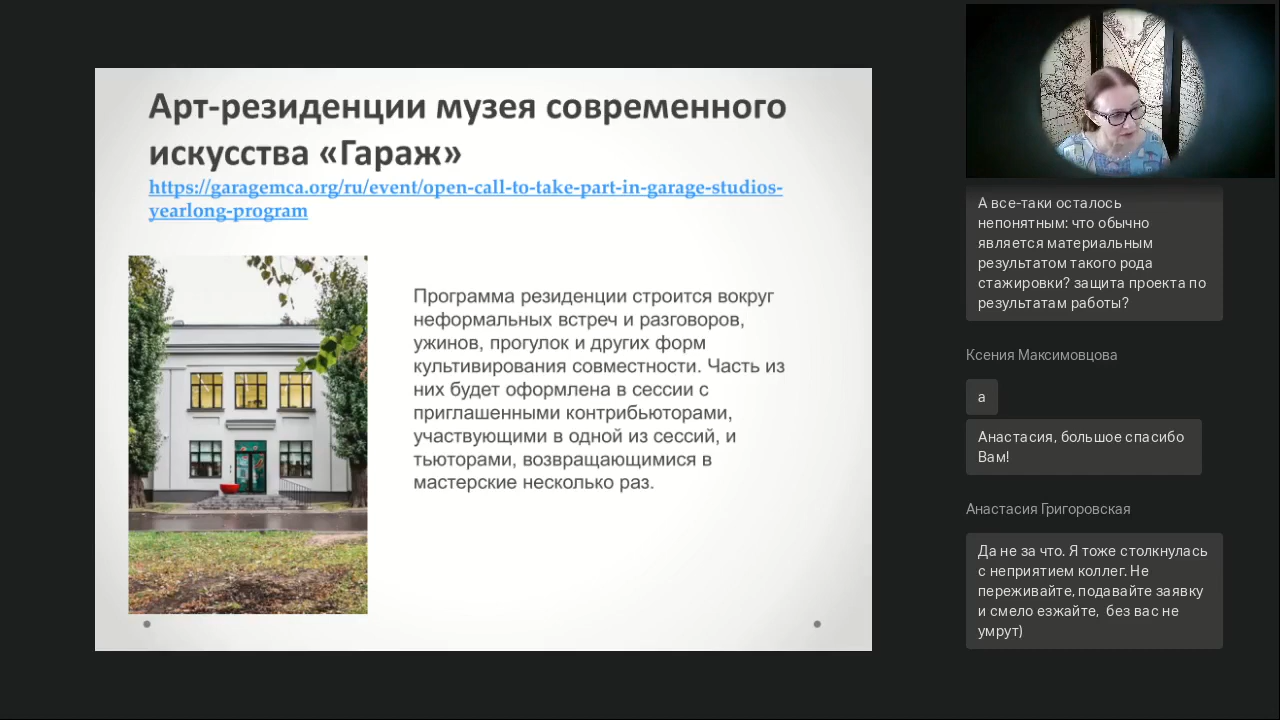 Арт-резиденции музея современного
искусства «Гараж»
https://garagemca.org/ru/event/open-call-to-take-part-in-garage-studios-
yearlong-program
Программа резиденции строится вокруг
неформальных встреч и разговоров,
ужинов, прогулок и других форм
культивирования совместности. Часть из
них будет оформлена в сессии с
приглашенными контрибьюторами,
участвующими в одной из сессий, и
тьюторами, возвращающимися в
мастерские несколько раз.
А все-таки осталось
непонятным: что обычно
является материальным
результатом такого рода
стажировки? защита проекта по
результатам работы?
Ксения Максимовцова
а
Анастасия, большое спасибо
Вам!
Анастасия Григоровская
Да не за что. Я тоже столкнулась
с неприятием коллег. Не
переживайте, подавайте заявку
и смело езжайте, без вас не
умрут)